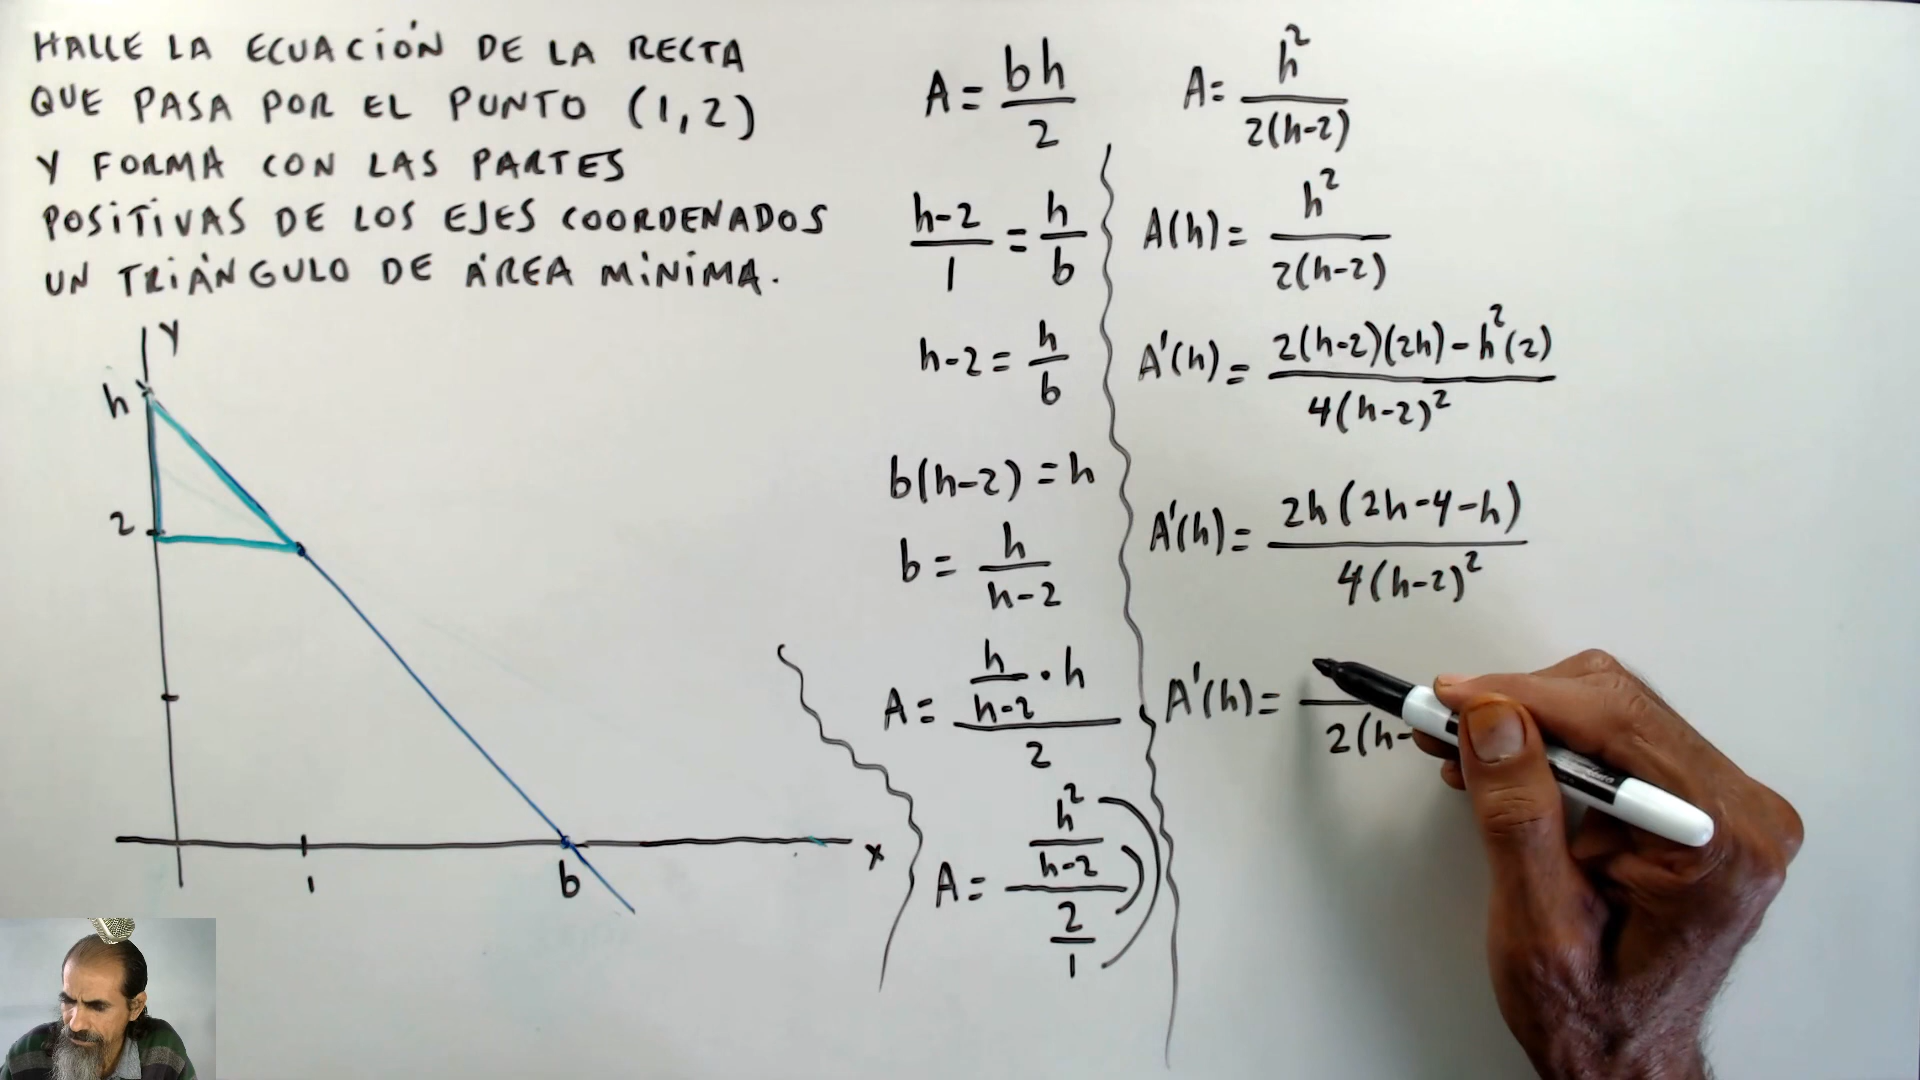 HALLE LA ECUACIÓN DE LA RECTA
QUE PASA POR EL PUNTO (1,2)
Y FORMA CON LAS PARTES
POSITIVAS DE LOS EJES COORDENADOS
UN TRIÁNGULO DE ÁREA MÍNIMA.
y
h
2
1
b
x
A = bh/2
(h-2)/1 = h/b
h-2 = h/b
b(h-2) = h
b = h/(h-2)
A = (h/(h-2) · h)/2
A = (h²/(h-2))/(2/1)
A = h²/(2(h-2))
A(h) = h²/(2(h-2))
A'(h) = (2(h-2)(2h) - h²(2))/(4(h-2)²)
A'(h) = (2h(2h-4-h))/(4(h-2)²)
A'(h) = /(2(h-